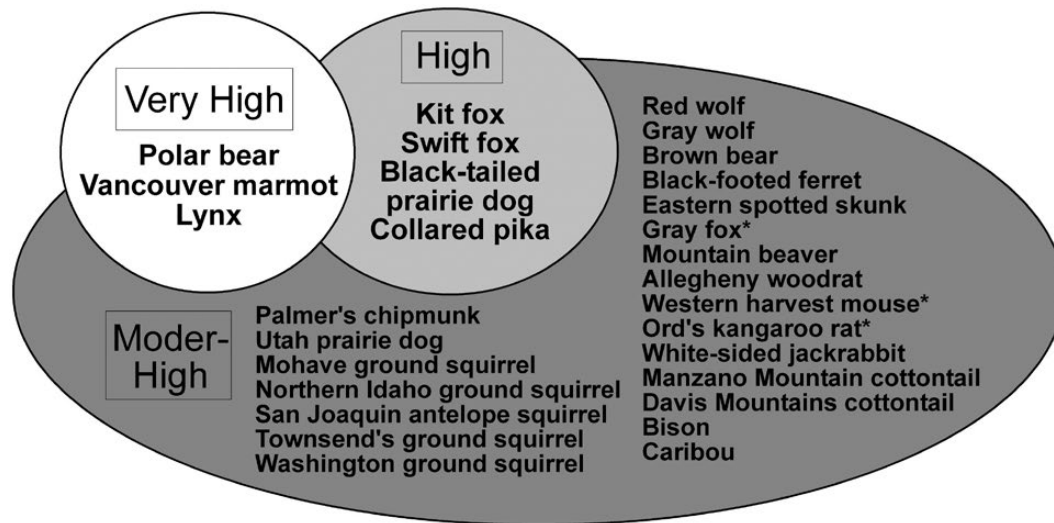 Very High
Polar bear
Vancouver marmot
Lynx
High
Kit fox
Swift fox
Black-tailed
prairie dog
Collared pika
Moder-
High
Palmer's chipmunk
Utah prairie dog
Mohave ground squirrel
Northern Idaho ground squirrel
San Joaquin antelope squirrel
Townsend's ground squirrel
Washington ground squirrel
Red wolf
Gray wolf
Brown bear
Black-footed ferret
Eastern spotted skunk
Gray fox*
Mountain beaver
Allegheny woodrat
Western harvest mouse*
Ord's kangaroo rat*
White-sided jackrabbit
Manzano Mountain cottontail
Davis Mountains cottontail
Bison
Caribou